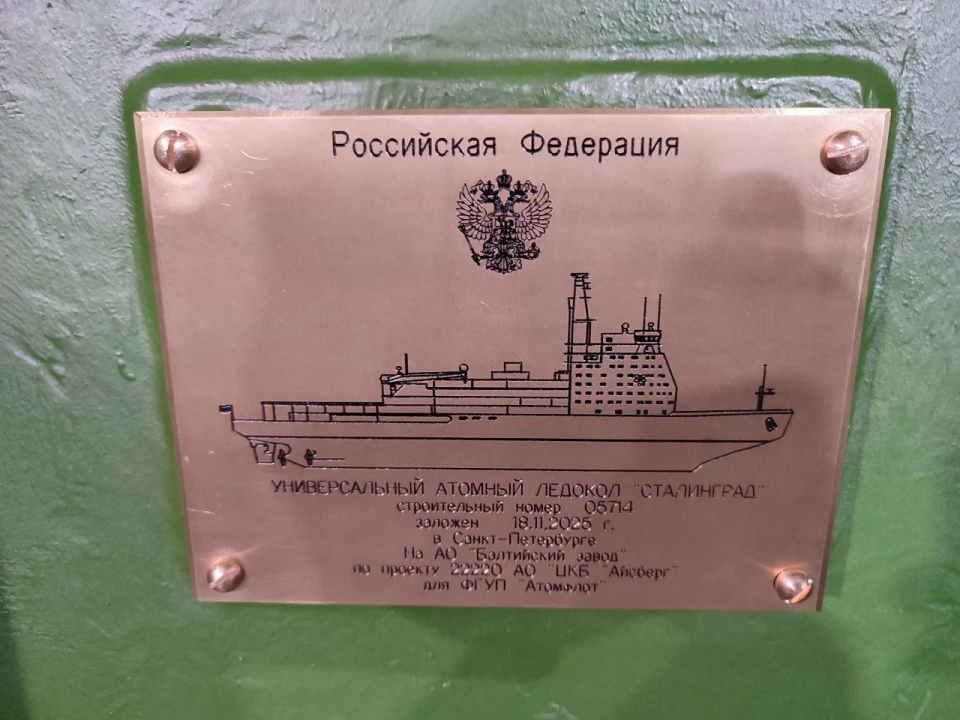 Российская Федерация
УНИВЕРСАЛЬНЫЙ АТОМНЫЙ ЛЕДОКОЛ "СТАЛИНГРАД"
строительный номер 05714
заложен 18.11.2025 г.
в Санкт-Петербурге
На АО "Балтийский завод"
по проекту 22220 АО "ЦКБ "Айсберг"
для ФГУП "Атомфлот"